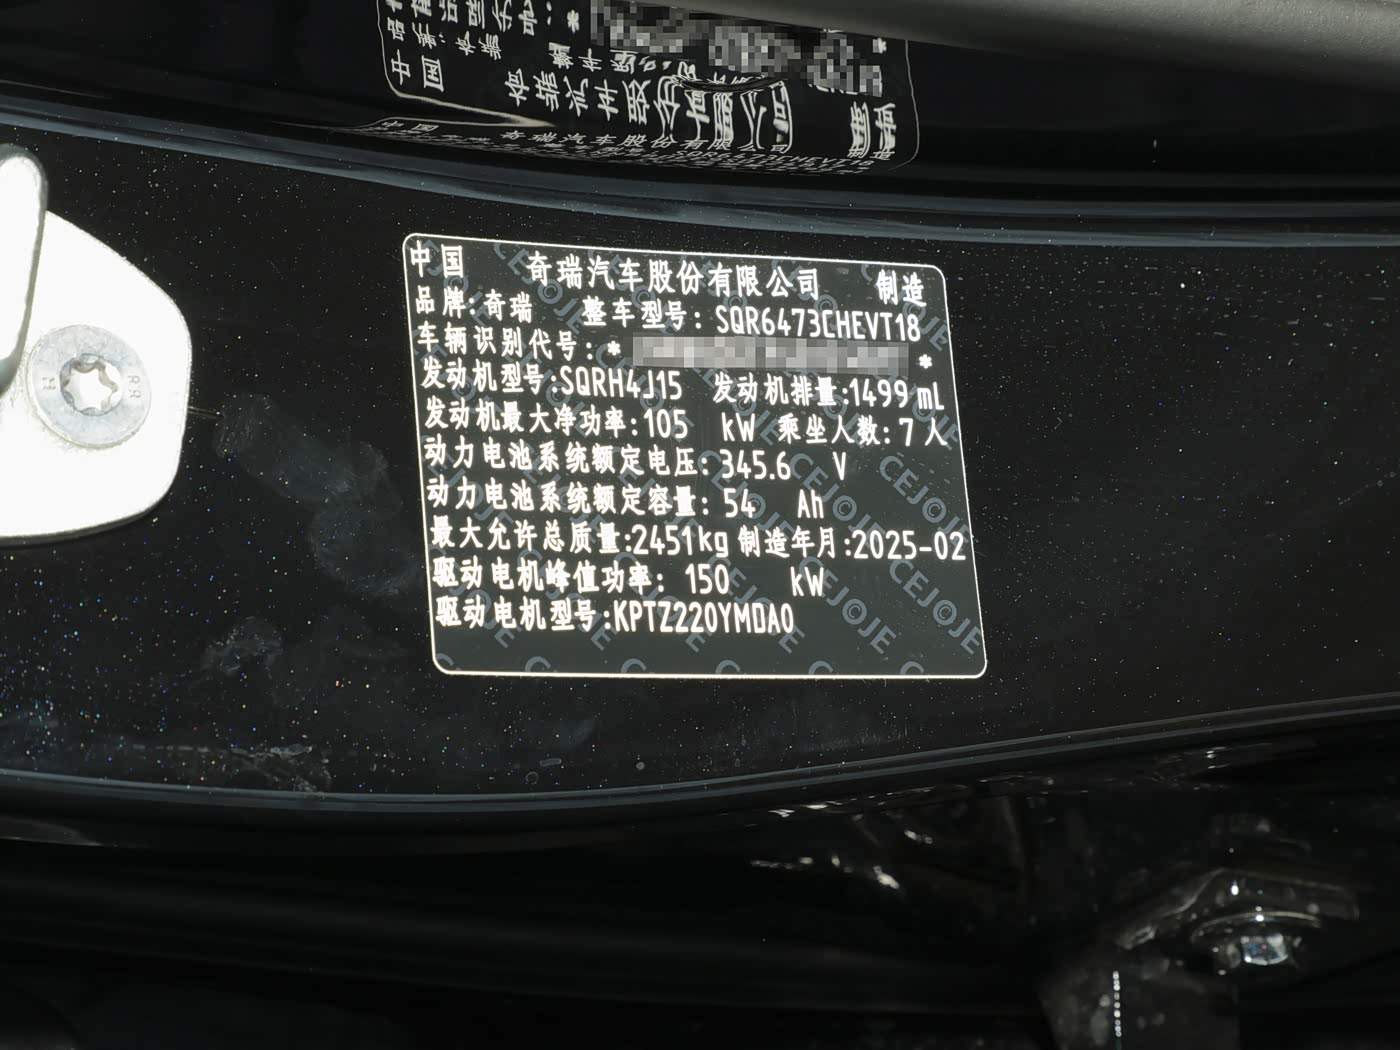 中国 奇瑞汽车股份有限公司 制造
品牌:奇瑞 整车型号: SQR6473CHEVT18
车辆识别代号: * *
发动机型号:SQRH4J15 发动机排量:1499 mL
发动机最大净功率:105 kW 乘坐人数: 7 人
动力电池系统额定电压: 345.6 V
动力电池系统额定容量: 54 Ah
最大允许总质量:2451kg 制造年月:2025-02
驱动电机峰值功率: 150 kW
驱动电机型号:KPTZ220YMDA0